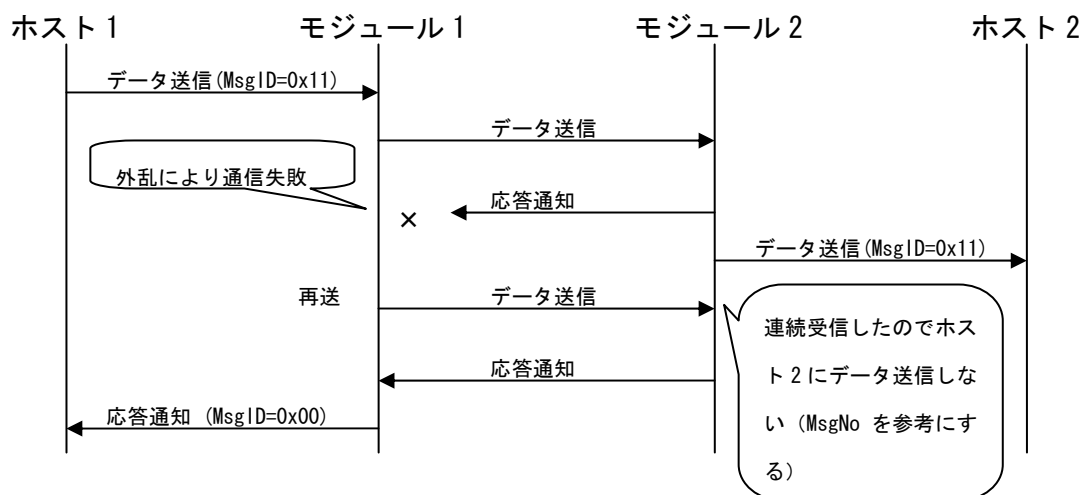 ホスト1
モジュール1
モジュール2
ホスト2
データ送信(MsgID=0x11)
データ送信
外乱により通信失敗
応答通知
×
データ送信(MsgID=0x11)
再送
データ送信
連続受信したのでホス
ト2にデータ送信しな
い（MsgNo を参考にす
る）
応答通知
応答通知 (MsgID=0x00)